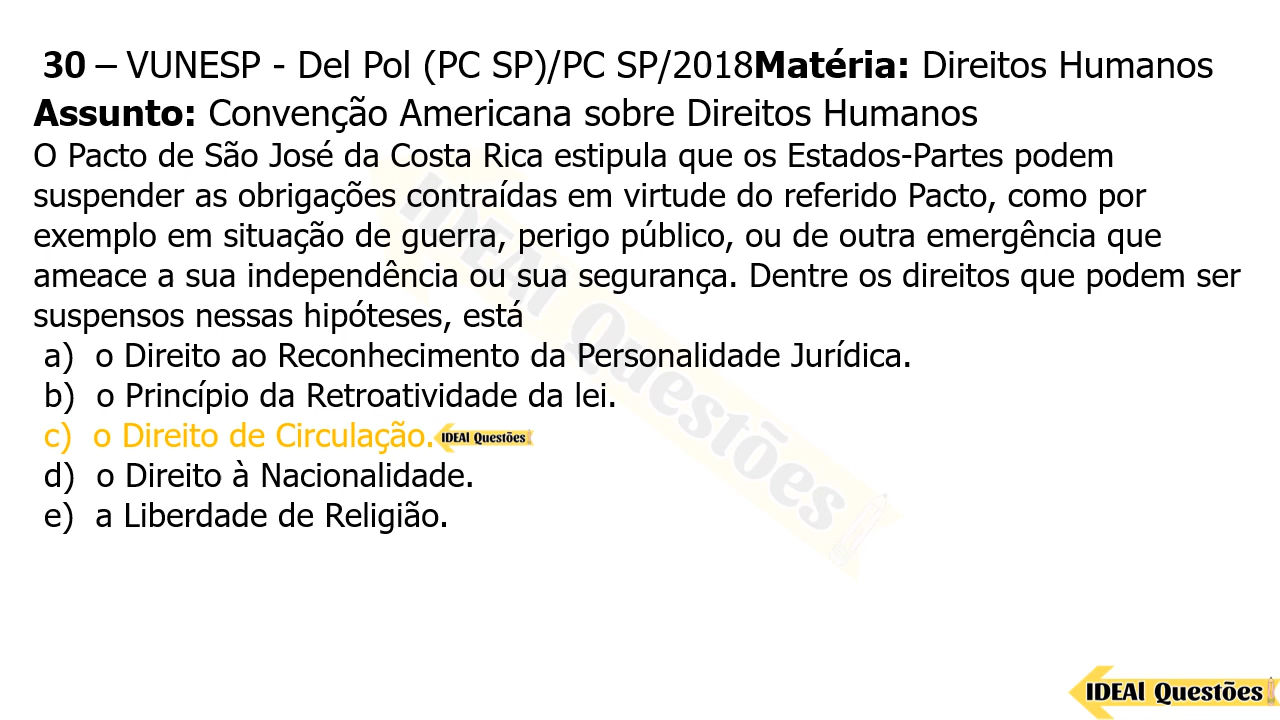 30 – VUNESP - Del Pol (PC SP)/PC SP/2018Matéria: Direitos Humanos
Assunto: Convenção Americana sobre Direitos Humanos
O Pacto de São José da Costa Rica estipula que os Estados-Partes podem
suspender as obrigações contraídas em virtude do referido Pacto, como por
exemplo em situação de guerra, perigo público, ou de outra emergência que
ameace a sua independência ou sua segurança. Dentre os direitos que podem ser
suspensos nessas hipóteses, está
a) o Direito ao Reconhecimento da Personalidade Jurídica.
b) o Princípio da Retroatividade da lei.
c) o Direito de Circulação. IDEAl Questões
d) o Direito à Nacionalidade.
e) a Liberdade de Religião.
IDEAl Questões
IDEAl Questões